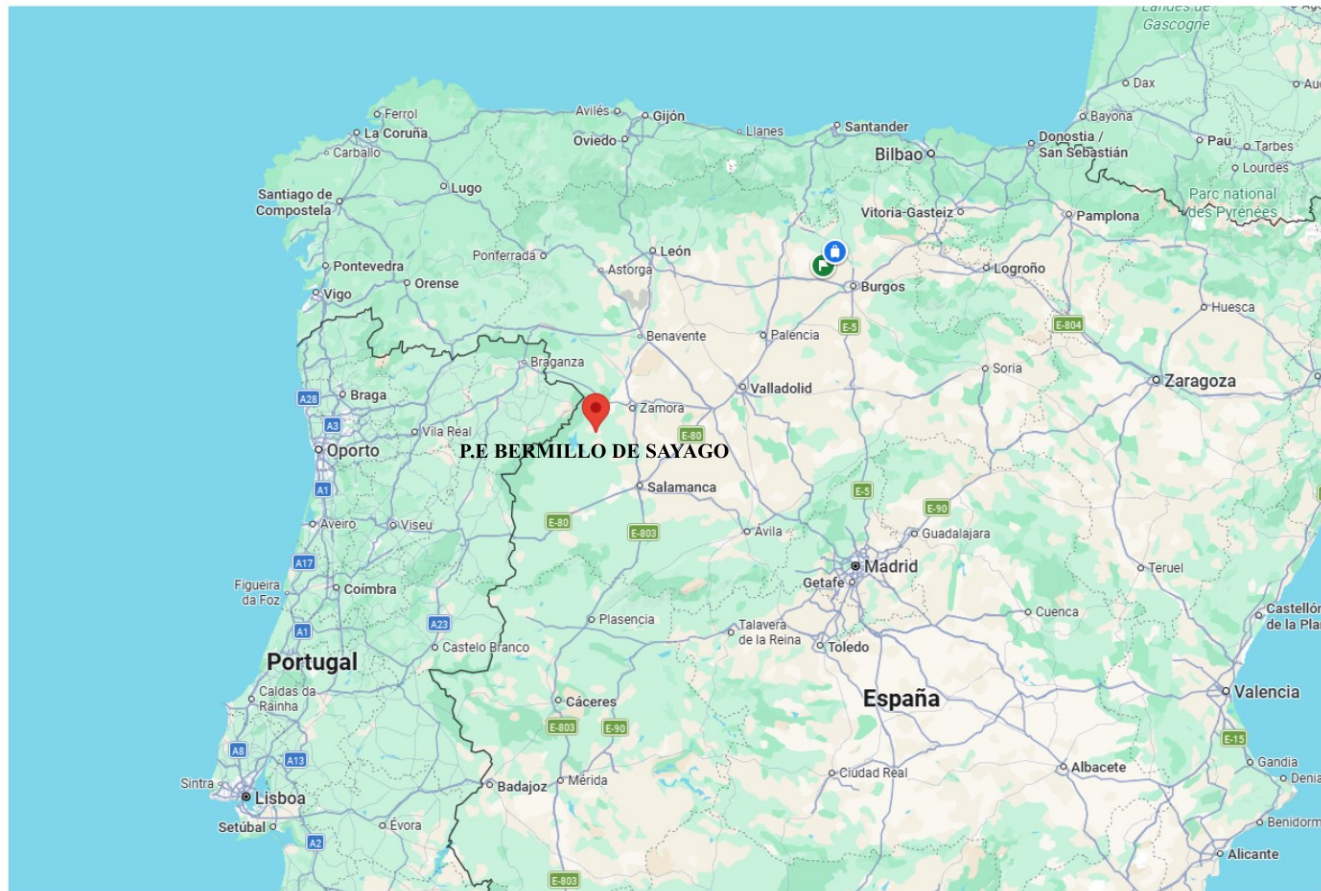 Landes de
Gascogne
Dax
Ferrol
Avilés
Gijón
La Coruña
Llanes
Santander
Bayona
Carballo
Oviedo
Bilbao
Donostia /
San Sebastián
Pau
Tarbes
Lourdes
Lugo
Santiago de
Compostela
Parc national
des Pyrénées
Vitoria-Gasteiz
Pamplona
León
Ponferrada
Astorga
Pontevedra
Orense
Logroño
Burgos
Vigo
Huesca
E-5
E-804
Benavente
Palencia
Braganza
Soria
Zaragoza
Valladolid
A28
Braga
Zamora
A3
Vila Real
E-80
Oporto
P.E BERMILLO DE SAYAGO
A1
Salamanca
E-5
E-90
Aveiro
Viseu
E-80
E-803
Ávila
Guadalajara
A17
Madrid
Teruel
Getafe
Figueira
da Foz
Coímbra
Cuenca
Castellón
de la Plan
Plasencia
A1
A23
Talavera
de la Reina
Castelo Branco
Toledo
Portugal
Caldas da
Rainha
España
Valencia
Cáceres
E-803
E-90
E-15
A8
A13
Gandia
Albacete
Ciudad Real
Denia
Sintra
Mérida
Badajoz
Lisboa
Setúbal
Évora
Benidorm
A2
Alicante
E-803